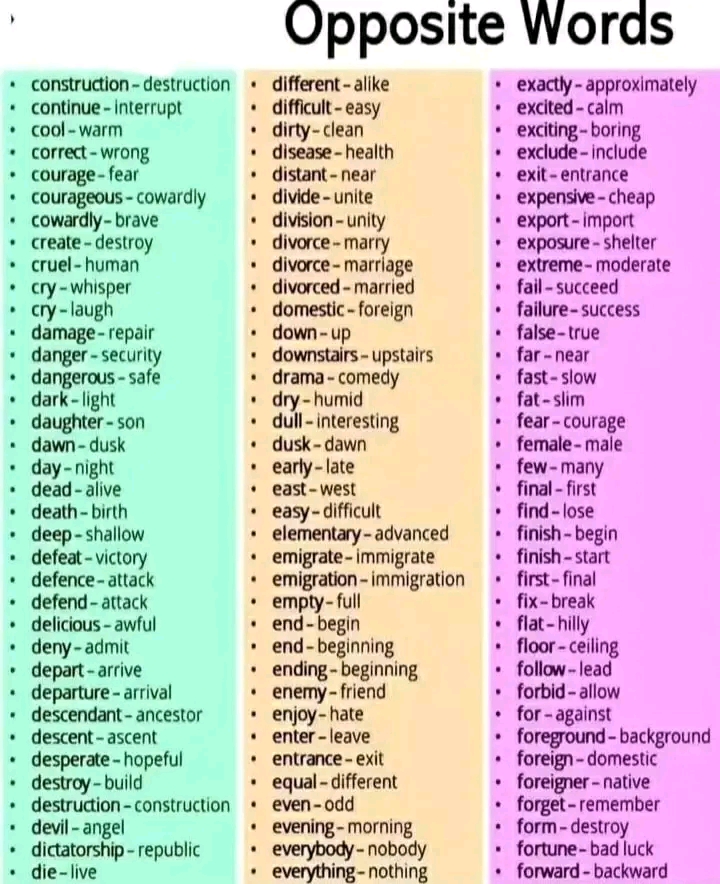 Opposite Words
• construction – destruction
• continue – interrupt
• cool – warm
• correct – wrong
• courage – fear
• courageous – cowardly
• cowardly – brave
• create – destroy
• cruel – human
• cry – whisper
• cry – laugh
• damage – repair
• danger – security
• dangerous – safe
• dark – light
• daughter – son
• dawn – dusk
• day – night
• dead – alive
• death – birth
• deep – shallow
• defeat – victory
• defence – attack
• defend – attack
• delicious – awful
• deny – admit
• depart – arrive
• departure – arrival
• descendant – ancestor
• descent – ascent
• desperate – hopeful
• destroy – build
• destruction – construction
• devil – angel
• dictatorship – republic
• die – live
• different – alike
• difficult – easy
• dirty – clean
• disease – health
• distant – near
• divide – unite
• division – unity
• divorce – marry
• divorce – marriage
• divorced – married
• domestic – foreign
• down – up
• downstairs – upstairs
• drama – comedy
• dry – humid
• dull – interesting
• dusk – dawn
• early – late
• east – west
• easy – difficult
• elementary – advanced
• emigrate – immigrate
• emigration – immigration
• empty – full
• end – begin
• end – beginning
• ending – beginning
• enemy – friend
• enjoy – hate
• enter – leave
• entrance – exit
• equal – different
• even – odd
• evening – morning
• everybody – nobody
• everything – nothing
• exactly – approximately
• excited – calm
• exciting – boring
• exclude – include
• exit – entrance
• expensive – cheap
• export – import
• exposure – shelter
• extreme – moderate
• fail – succeed
• failure – success
• false – true
• far – near
• fast – slow
• fat – slim
• fear – courage
• female – male
• few – many
• final – first
• find – lose
• finish – begin
• finish – start
• first – final
• fix – break
• flat – hilly
• floor – ceiling
• follow – lead
• forbid – allow
• for – against
• foreground – background
• foreign – domestic
• foreigner – native
• forget – remember
• form – destroy
• fortune – bad luck
• forward – backward